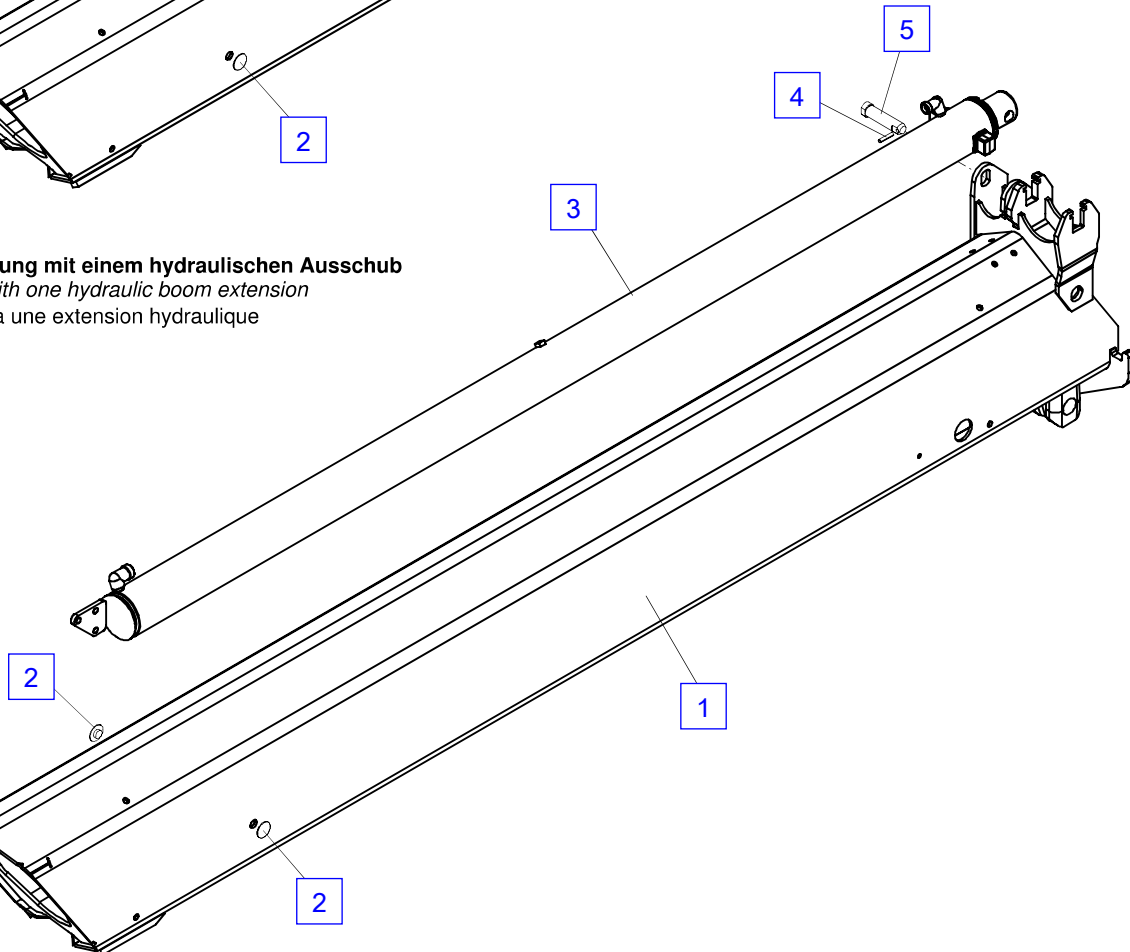 5
4
2
3
ung mit einem hydraulischen Ausschub
ith one hydraulic boom extension
a une extension hydraulique
2
1
2